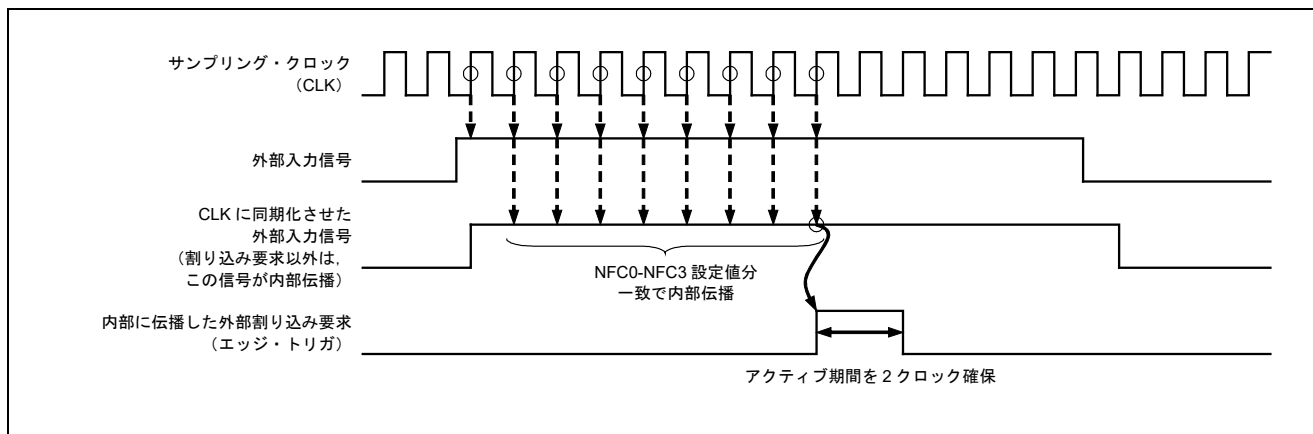 サンプリング・クロック
（CLK）
外部入力信号
CLK に同期化させた
外部入力信号
（割り込み要求以外は，
この信号が内部伝播）
NFC0-NFC3 設定値分
一致で内部伝播
内部に伝播した外部割り込み要求
（エッジ・トリガ）
アクティブ期間を 2 クロック確保